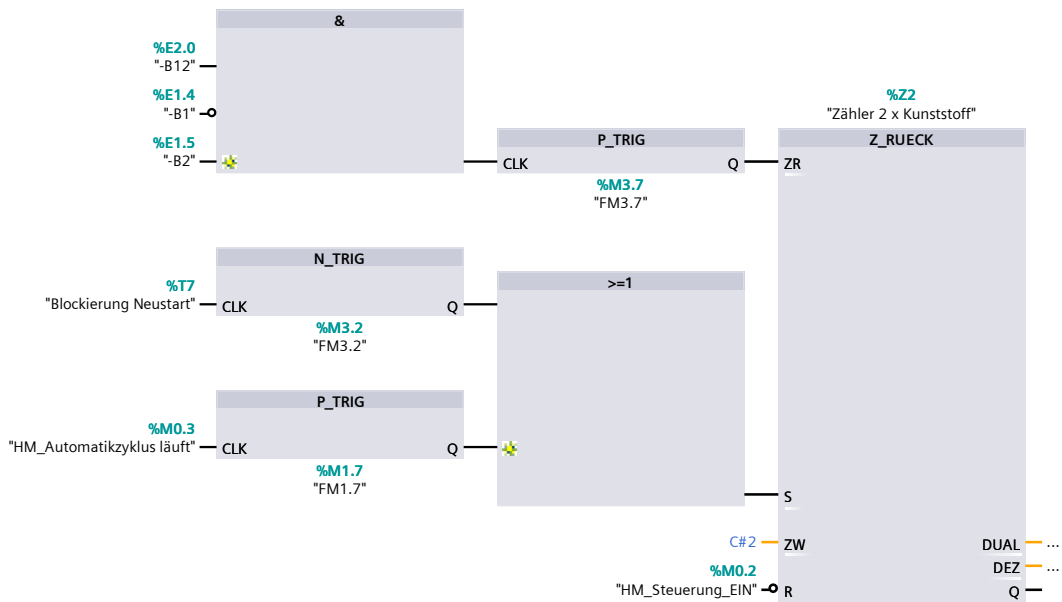 &
%E2.0
"-B12"
%E1.4
"-B1"
%E1.5
"-B2"
P_TRIG
CLK Q
%M3.7
"FM3.7"
%Z2
"Zähler 2 x Kunststoff"
Z_RUECK
ZR
N_TRIG
%T7
"Blockierung Neustart"
CLK Q
%M3.2
"FM3.2"
>=1
P_TRIG
%M0.3
"HM_Automatikzyklus läuft"
CLK Q
%M1.7
"FM1.7"
S
C#2
ZW
DUAL ...
DEZ ...
%M0.2
"HM_Steuerung_EIN"
R
Q